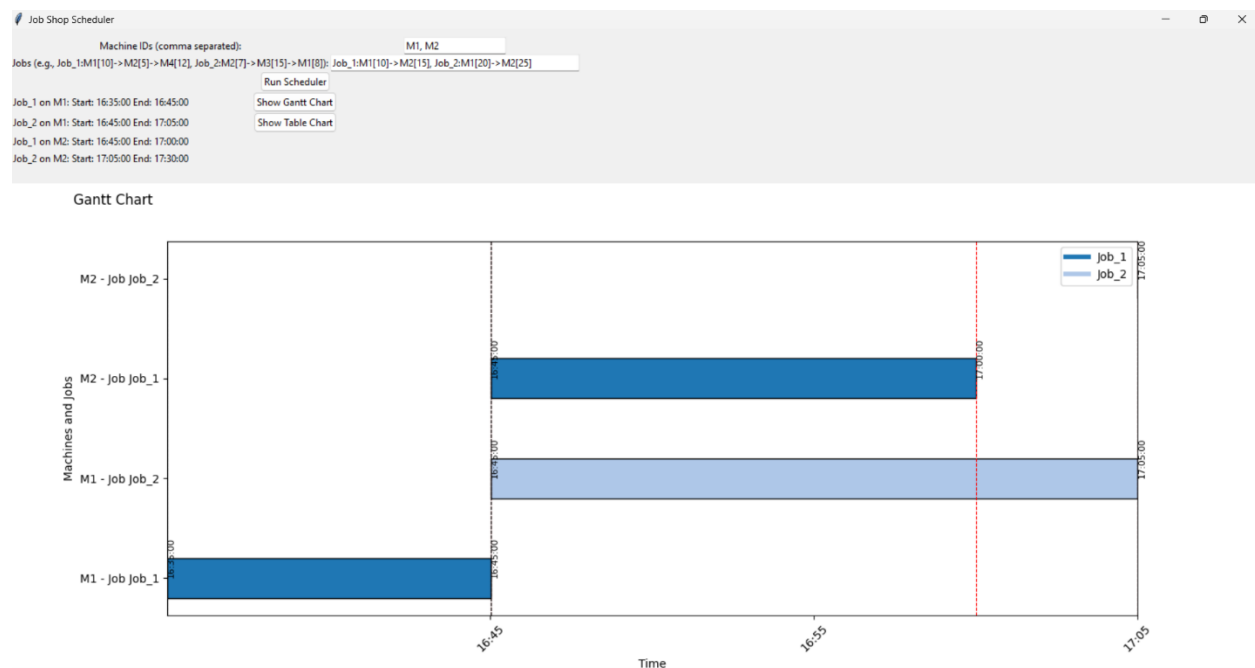 Job Shop Scheduler
Machine IDs (comma separated): M1, M2
Jobs (e.g., Job_1:M1[10]->M2[5]->M4[12], Job_2:M2[7]->M3[15]->M1[8]): Job_1:M1[10]->M2[15], Job_2:M1[20]->M2[25]
Run Scheduler
Job_1 on M1: Start: 16:35:00 End: 16:45:00
Show Gantt Chart
Job_2 on M1: Start: 16:45:00 End: 17:05:00
Show Table Chart
Job_1 on M2: Start: 16:45:00 End: 17:00:00
Job_2 on M2: Start: 17:05:00 End: 17:30:00
Gantt Chart
Job_1
Job_2
17:05:00
M2 - Job Job_2
M2 - Job Job_1
16:45:00
17:00:00
M1 - Job Job_2
16:45:00
17:05:00
M1 - Job Job_1
16:35:00
16:45:00
Machines and Jobs
16:45
16:55
17:05
Time